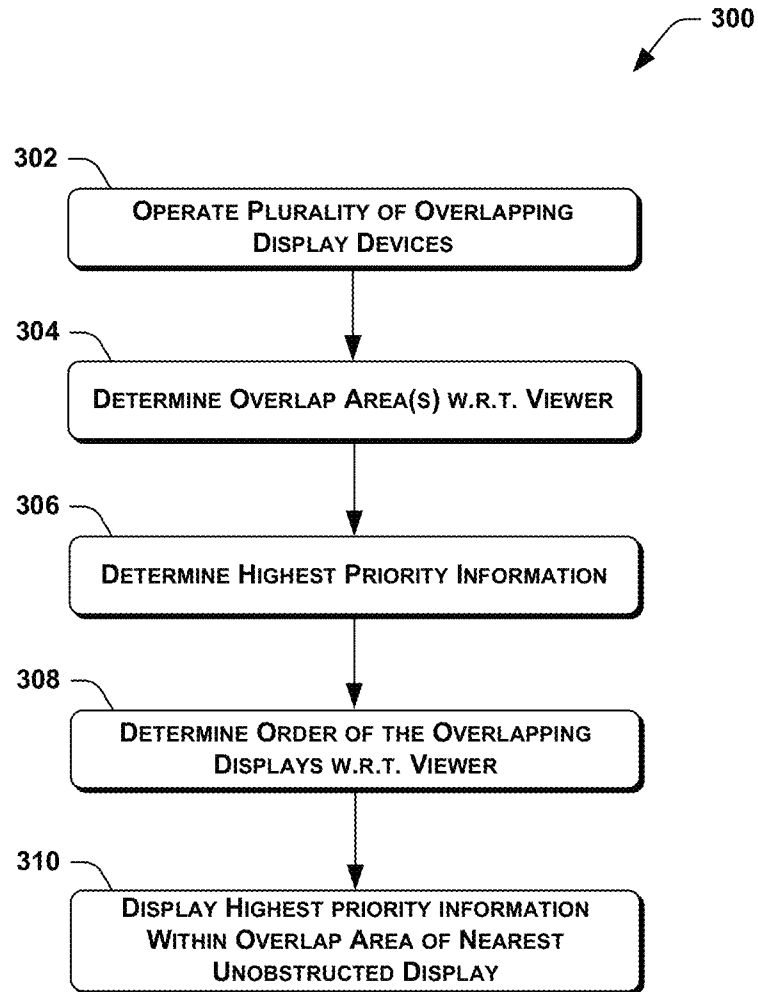 300
302
OPERATE PLURALITY OF OVERLAPPING
DISPLAY DEVICES
304
DETERMINE OVERLAP AREA(S) W.R.T. VIEWER
306
DETERMINE HIGHEST PRIORITY INFORMATION
308
DETERMINE ORDER OF THE OVERLAPPING
DISPLAYS W.R.T. VIEWER
310
DISPLAY HIGHEST PRIORITY INFORMATION
WITHIN OVERLAP AREA OF NEAREST
UNOBSTRUCTED DISPLAY